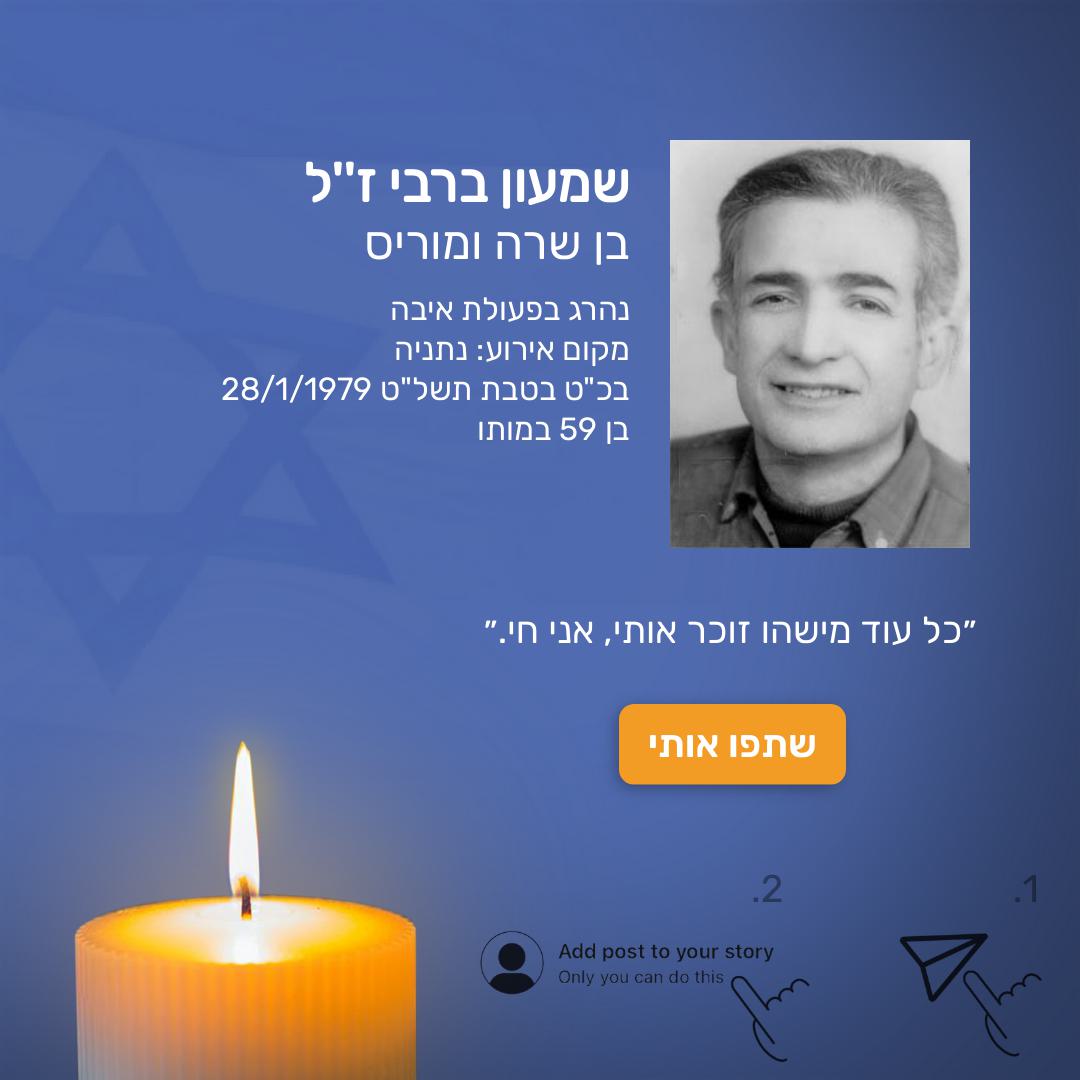 שמעון ברבי ז"ל
בן שרה ומוריס
נהרג בפעולת איבה
מקום אירוע: נתניה
בכ"ט בטבת תשל"ט 28/1/1979
בן 59 במותו
״כל עוד מישהו זוכר אותי, אני חי.״
שתפו אותי
1.
2.
Add post to your story
Only you can do this